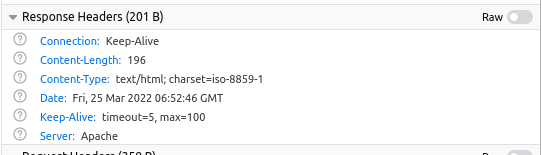 Response Headers (201 B) Raw
Connection: Keep-Alive
Content-Length: 196
Content-Type: text/html; charset=iso-8859-1
Date: Fri, 25 Mar 2022 06:52:46 GMT
Keep-Alive: timeout=5, max=100
Server: Apache